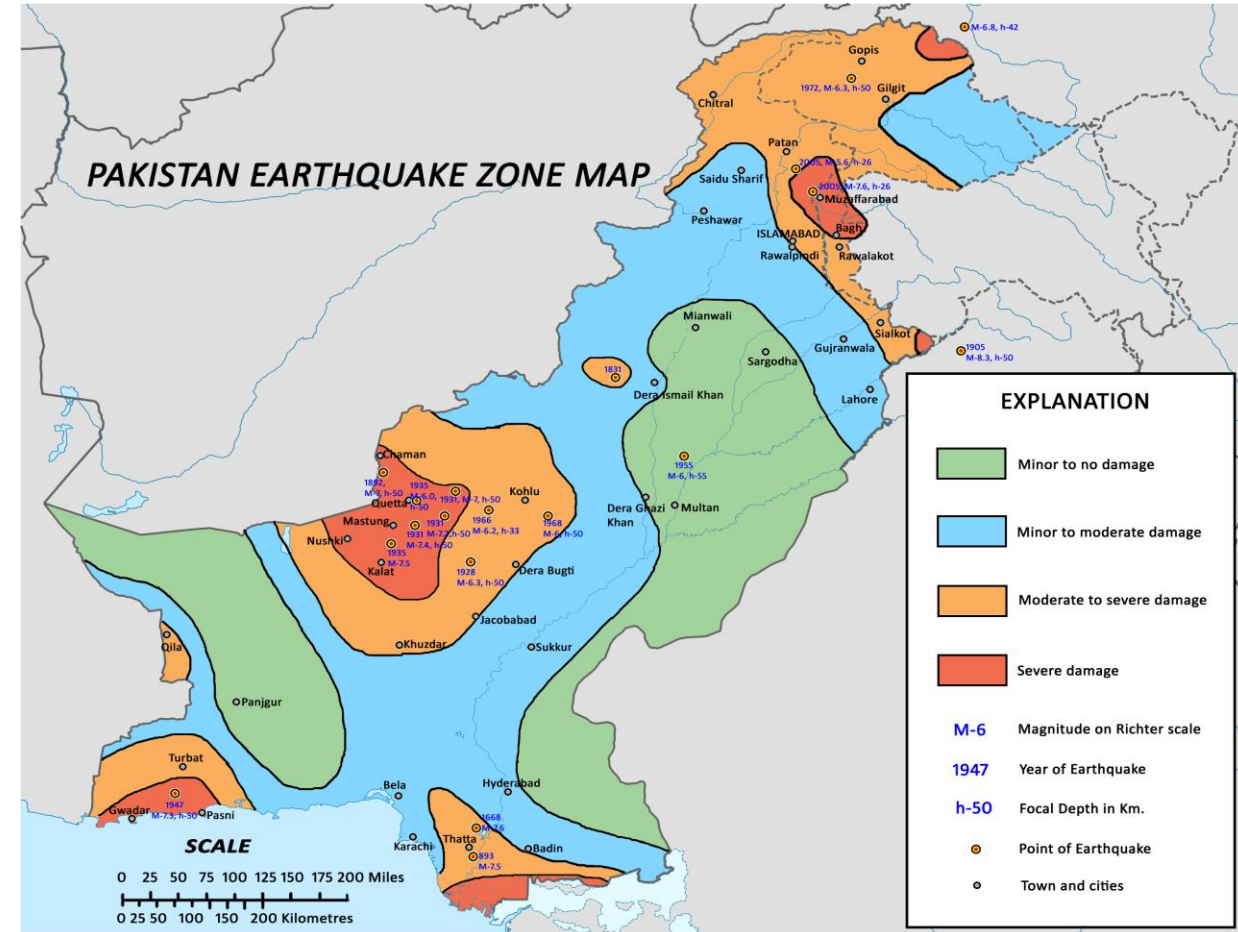 M-6.8, h-42
Gopis
1972, M-6.3, h-50
Gilgit
Chitral
PAKISTAN EARTHQUAKE ZONE MAP
Patan
2005, M-5.6, h-26
Saidu Sharif
2005, M-7.6, h-26
Muzaffarabad
Peshawar
Bagh
ISLAMABAD
Rawalpindi
Rawalakot
Mianwali
Sialkot
Gujranwala
Sargodha
1905
M-8.3, h-50
1831
Dera Ismail Khan
Lahore
Chaman
1892,
M-7, h-50
1935
M-6.0,
h-50
1931, M-7, h-50
Quetta
Kohlu
1955
M-6, h-55
Dera Ghazi
Khan
Multan
Mastung
1931
M-7.2,h-50
1966
M-6.2, h-33
1968
M-6, h-50
Nushki
1931
M-7.4, h-50
1935
M-7.5
Kalat
1928
M-6.3, h-50
Dera Bugti
Jacobabad
Khuzdar
Sukkur
Qila
Panjgur
Turbat
Bela
Hyderabad
Gwadar
1947
M-7.3, h-50
Pasni
1668
M-7.6
Karachi
Thatta
Badin
893
M-7.5
SCALE
0 25 50 75 100 125 150 175 200 Miles
0 25 50 100 150 200 Kilometres
EXPLANATION
Minor to no damage
Minor to moderate damage
Moderate to severe damage
Severe damage
M-6 Magnitude on Richter scale
1947 Year of Earthquake
h-50 Focal Depth in Km.
Point of Earthquake
Town and cities